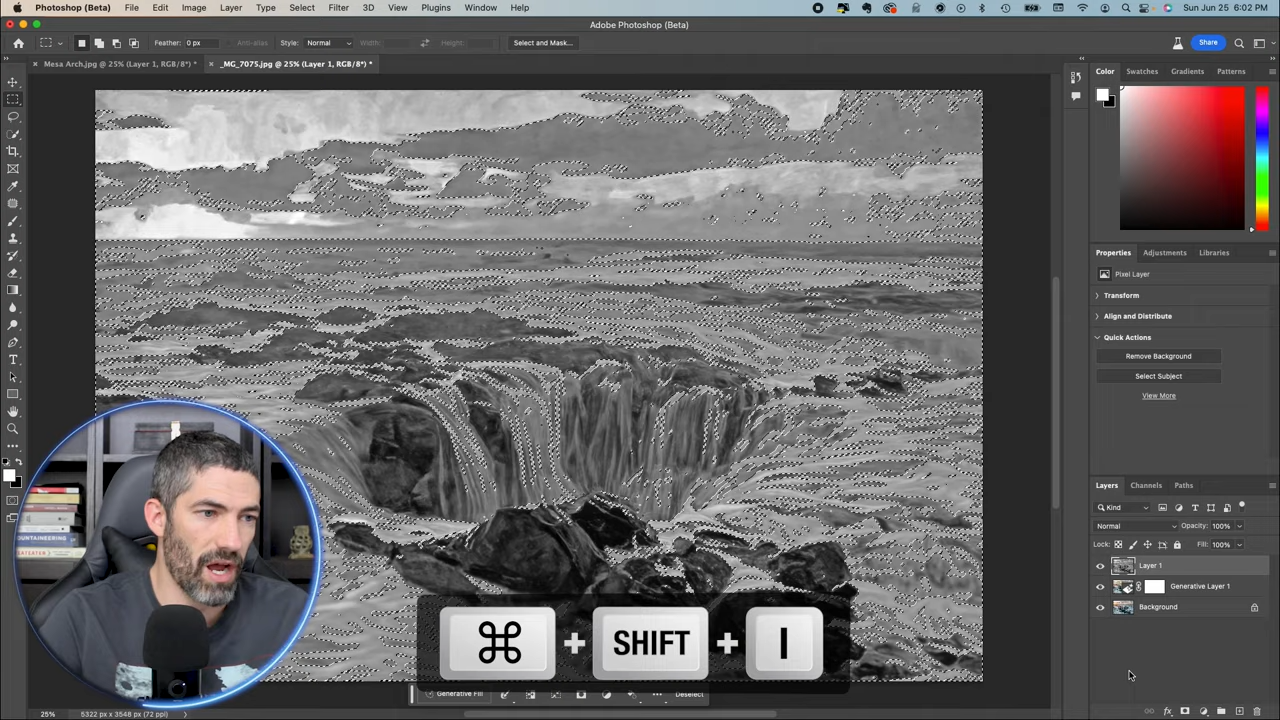 Photoshop (Beta) File Edit Image Layer Type Select Filter 3D View Plugins Window Help Sun Jun 25 6:02 PM
Adobe Photoshop (Beta)
Feather: 0 px Anti-alias Style: Normal Width: Height: Select and Mask... Share
Mesa Arch.jpg @ 25% (Layer 1, RGB/8*) * _MG_7075.jpg @ 25% (Layer 1, RGB/8*) *
Color Swatches Gradients Patterns
Properties Adjustments Libraries
Pixel Layer
Transform
Align and Distribute
Quick Actions
Remove Background
Select Subject
View More
Layers Channels Paths
Kind
Normal Opacity: 100%
Lock: Fill: 100%
Layer 1
Generative Layer 1
Background
⌘ + SHIFT + I
Generative Fill ... Deselect
25% 5322 px x 3548 px (72 ppi)